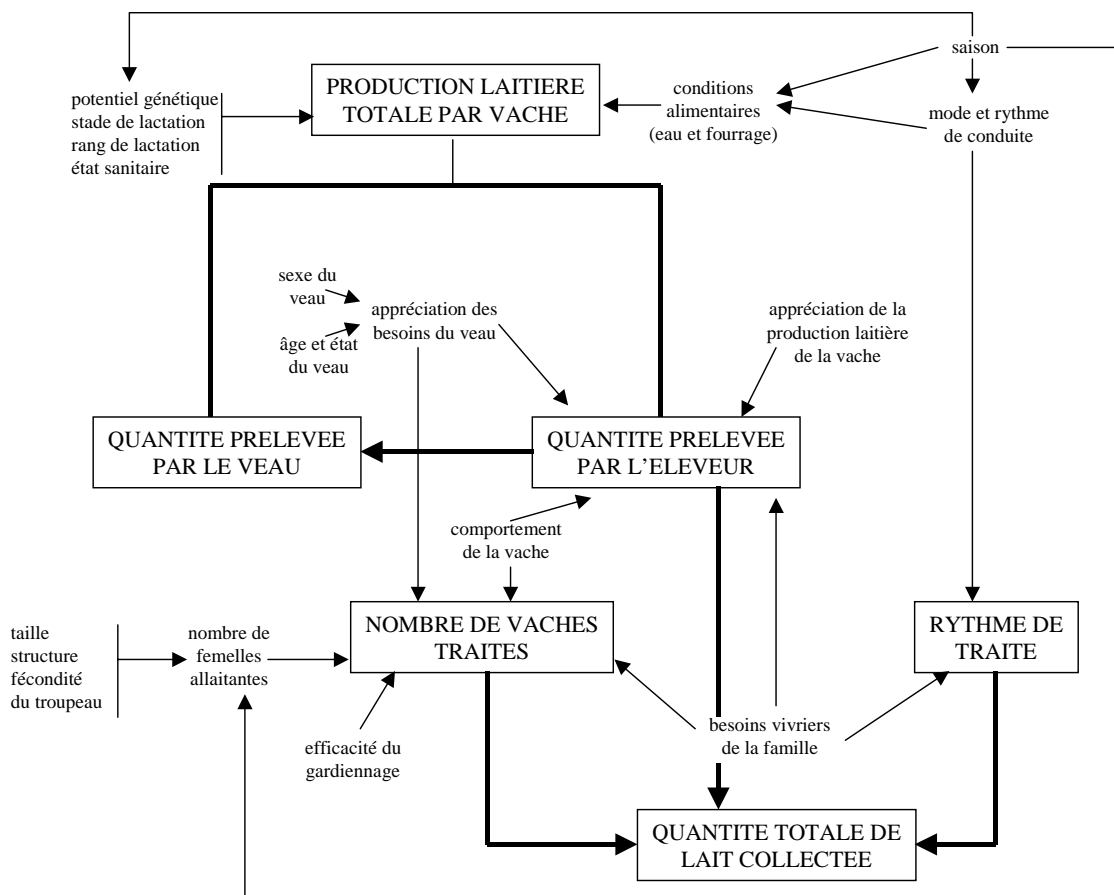 saison
PRODUCTION LAITIERE
TOTALE PAR VACHE
conditions
alimentaires
(eau et fourrage)
potentiel génétique
stade de lactation
rang de lactation
état sanitaire
mode et rythme
de conduite
sexe du
veau
appréciation des
besoins du veau
appréciation de la
production laitière
de la vache
âge et état
du veau
QUANTITE PRELEVEE
PAR LE VEAU
QUANTITE PRELEVEE
PAR L'ELEVEUR
comportement
de la vache
NOMBRE DE VACHES
TRAITES
RYTHME DE
TRAITE
taille
structure
fécondité
du troupeau
nombre de
femelles
allaitantes
besoins vivriers
de la famille
efficacité du
gardiennage
QUANTITE TOTALE DE
LAIT COLLECTEE